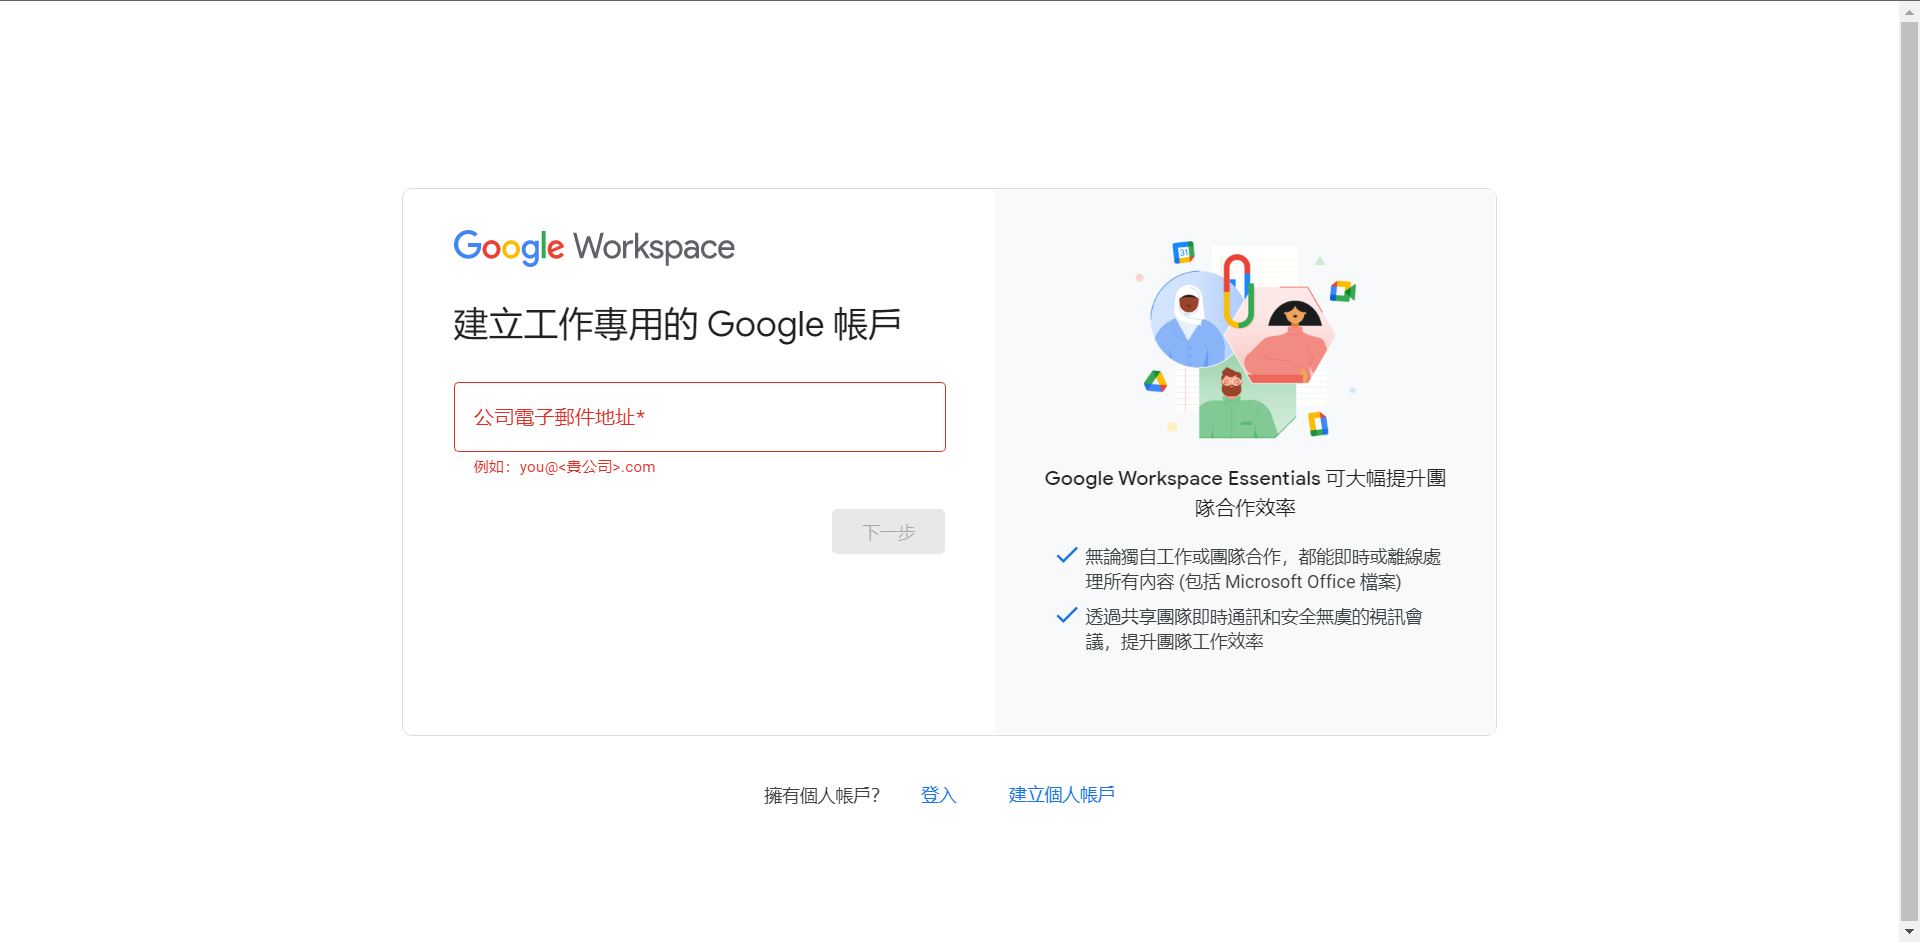 Google Workspace
建立工作專用的 Google 帳戶
公司電子郵件地址*
例如：you@<貴公司>.com
下一步
31
Google Workspace Essentials 可大幅提升團
隊合作效率
無論獨自工作或團隊合作，都能即時或離線處
理所有內容 (包括 Microsoft Office 檔案)
透過共享團隊即時通訊和安全無虞的視訊會
議，提升團隊工作效率
擁有個人帳戶？ 登入 建立個人帳戶